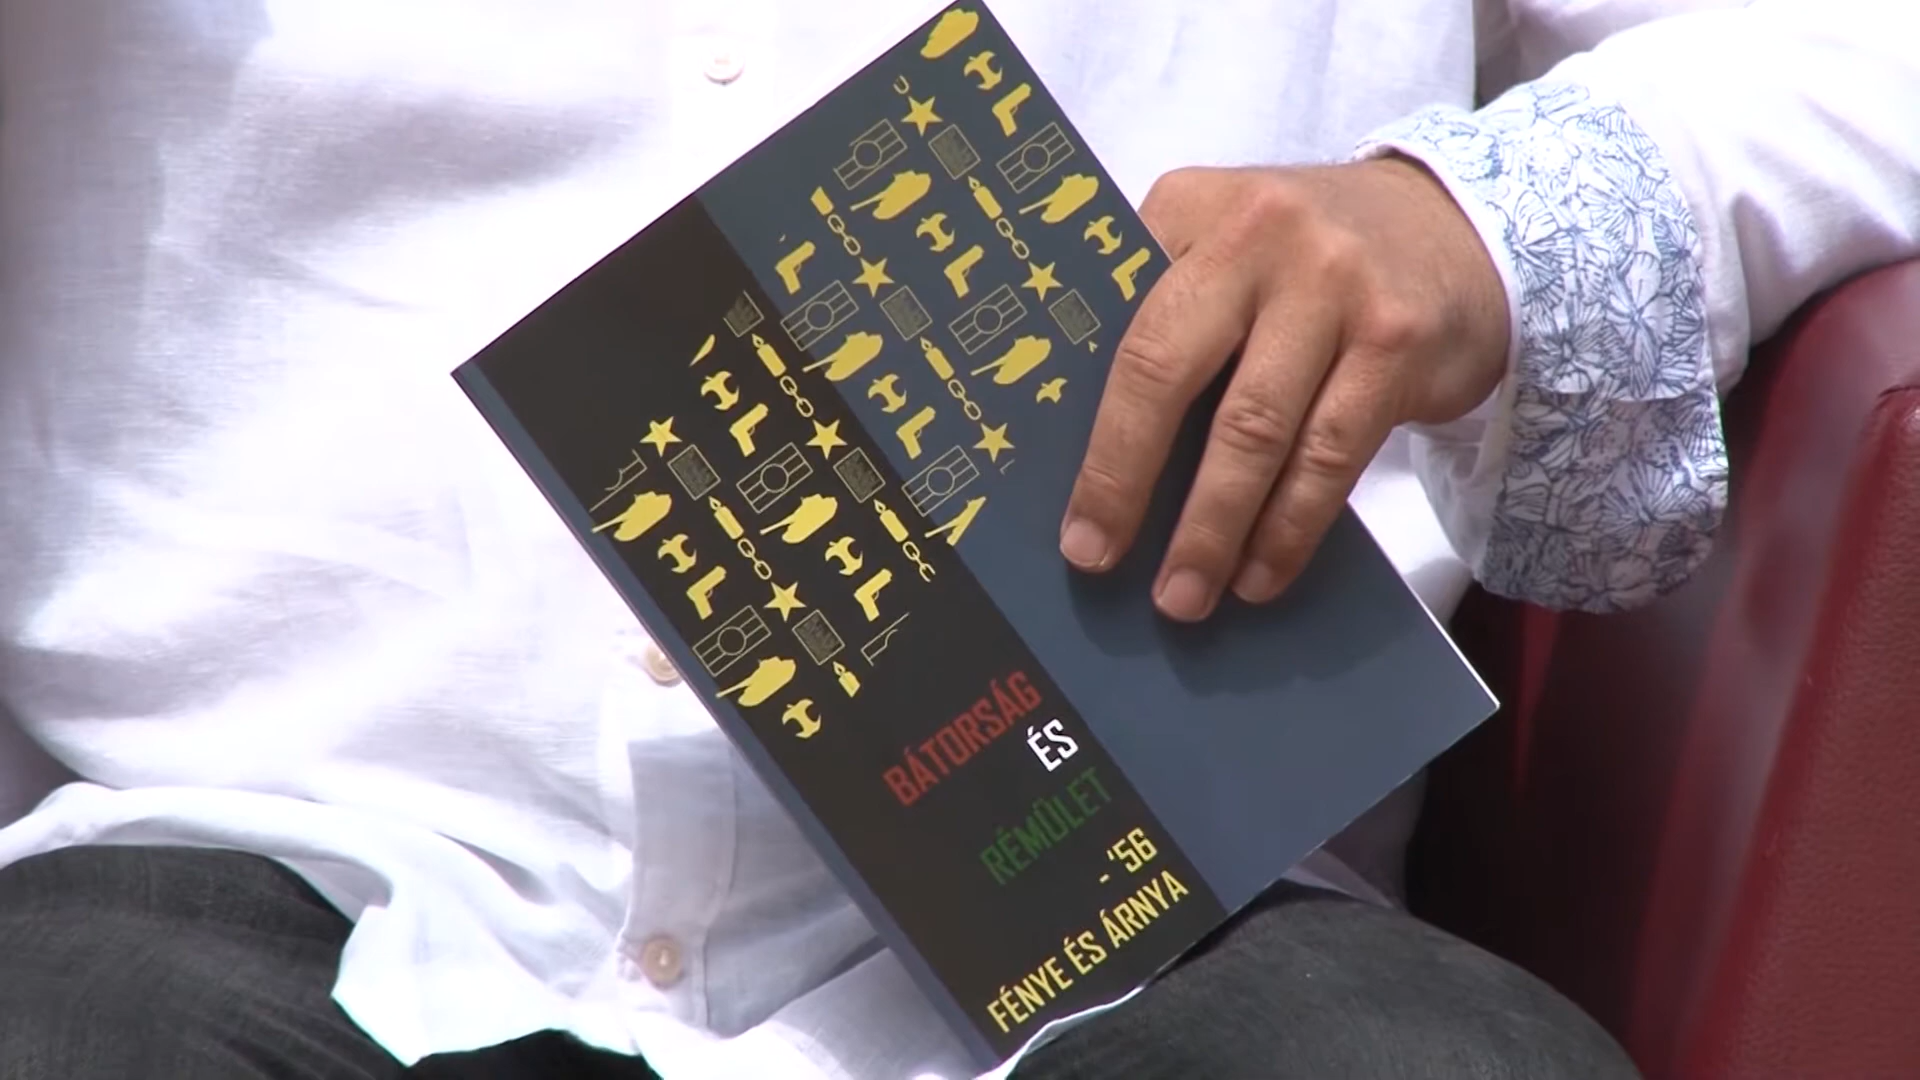 BÁTORSÁG
ÉS
RÉMÜLET
- '56
FÉNYE ÉS ÁRNYA